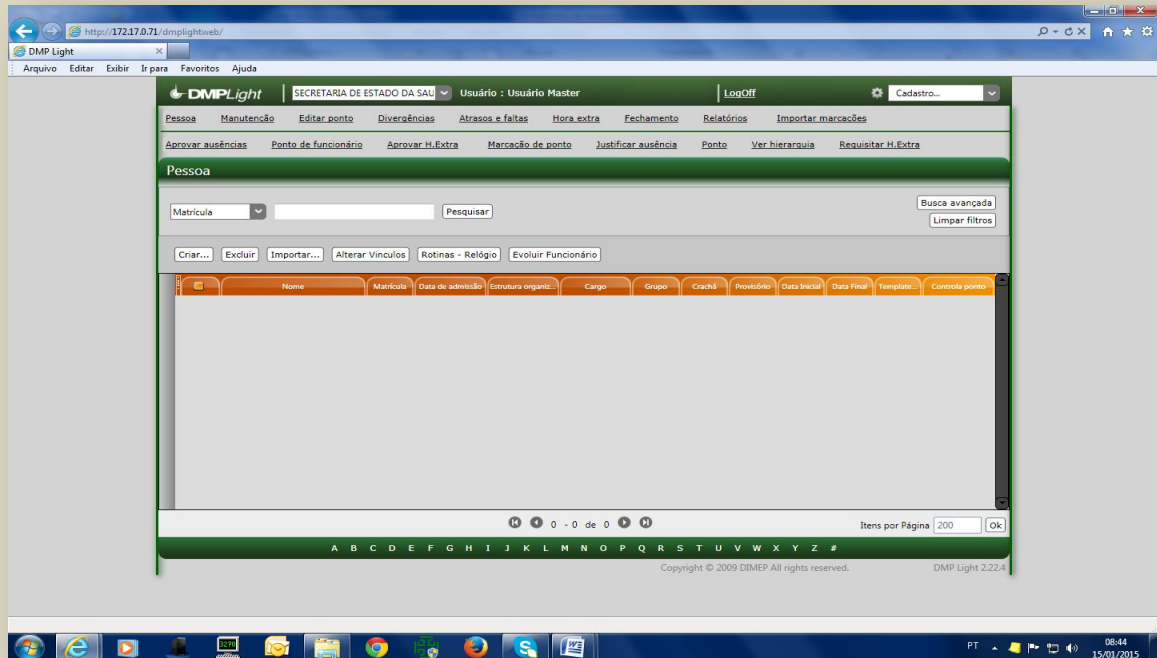 http://172.17.0.71/dmplightweb/
DMP Light
Arquivo Editar Exibir Ir para Favoritos Ajuda
DMPLight SECRETARIA DE ESTADO DA SAU Usuário : Usuário Master LogOff Cadastro...
Pessoa Manutenção Editar ponto Divergências Atrasos e faltas Hora extra Fechamento Relatórios Importar marcações
Aprovar ausências Ponto de funcionário Aprovar H.Extra Marcação de ponto Justificar ausência Ponto Ver hierarquia Requisitar H.Extra
Pessoa
Matrícula Pesquisar Busca avançada
Limpar filtros
Criar... Excluir Importar... Alterar Vinculos Rotinas - Relógio Evoluir Funcionário
Nome Matrícula Data de admissão Estrutura organiz... Cargo Grupo Crachá Provisório Data Inicial Data Final Template... Controla ponto
0 - 0 de 0 Itens por Página 200 Ok
A B C D E F G H I J K L M N O P Q R S T U V W X Y Z #
Copyright © 2009 DIMEP All rights reserved. DMP Light 2.22.4
3270
PT 08:44
15/01/2015